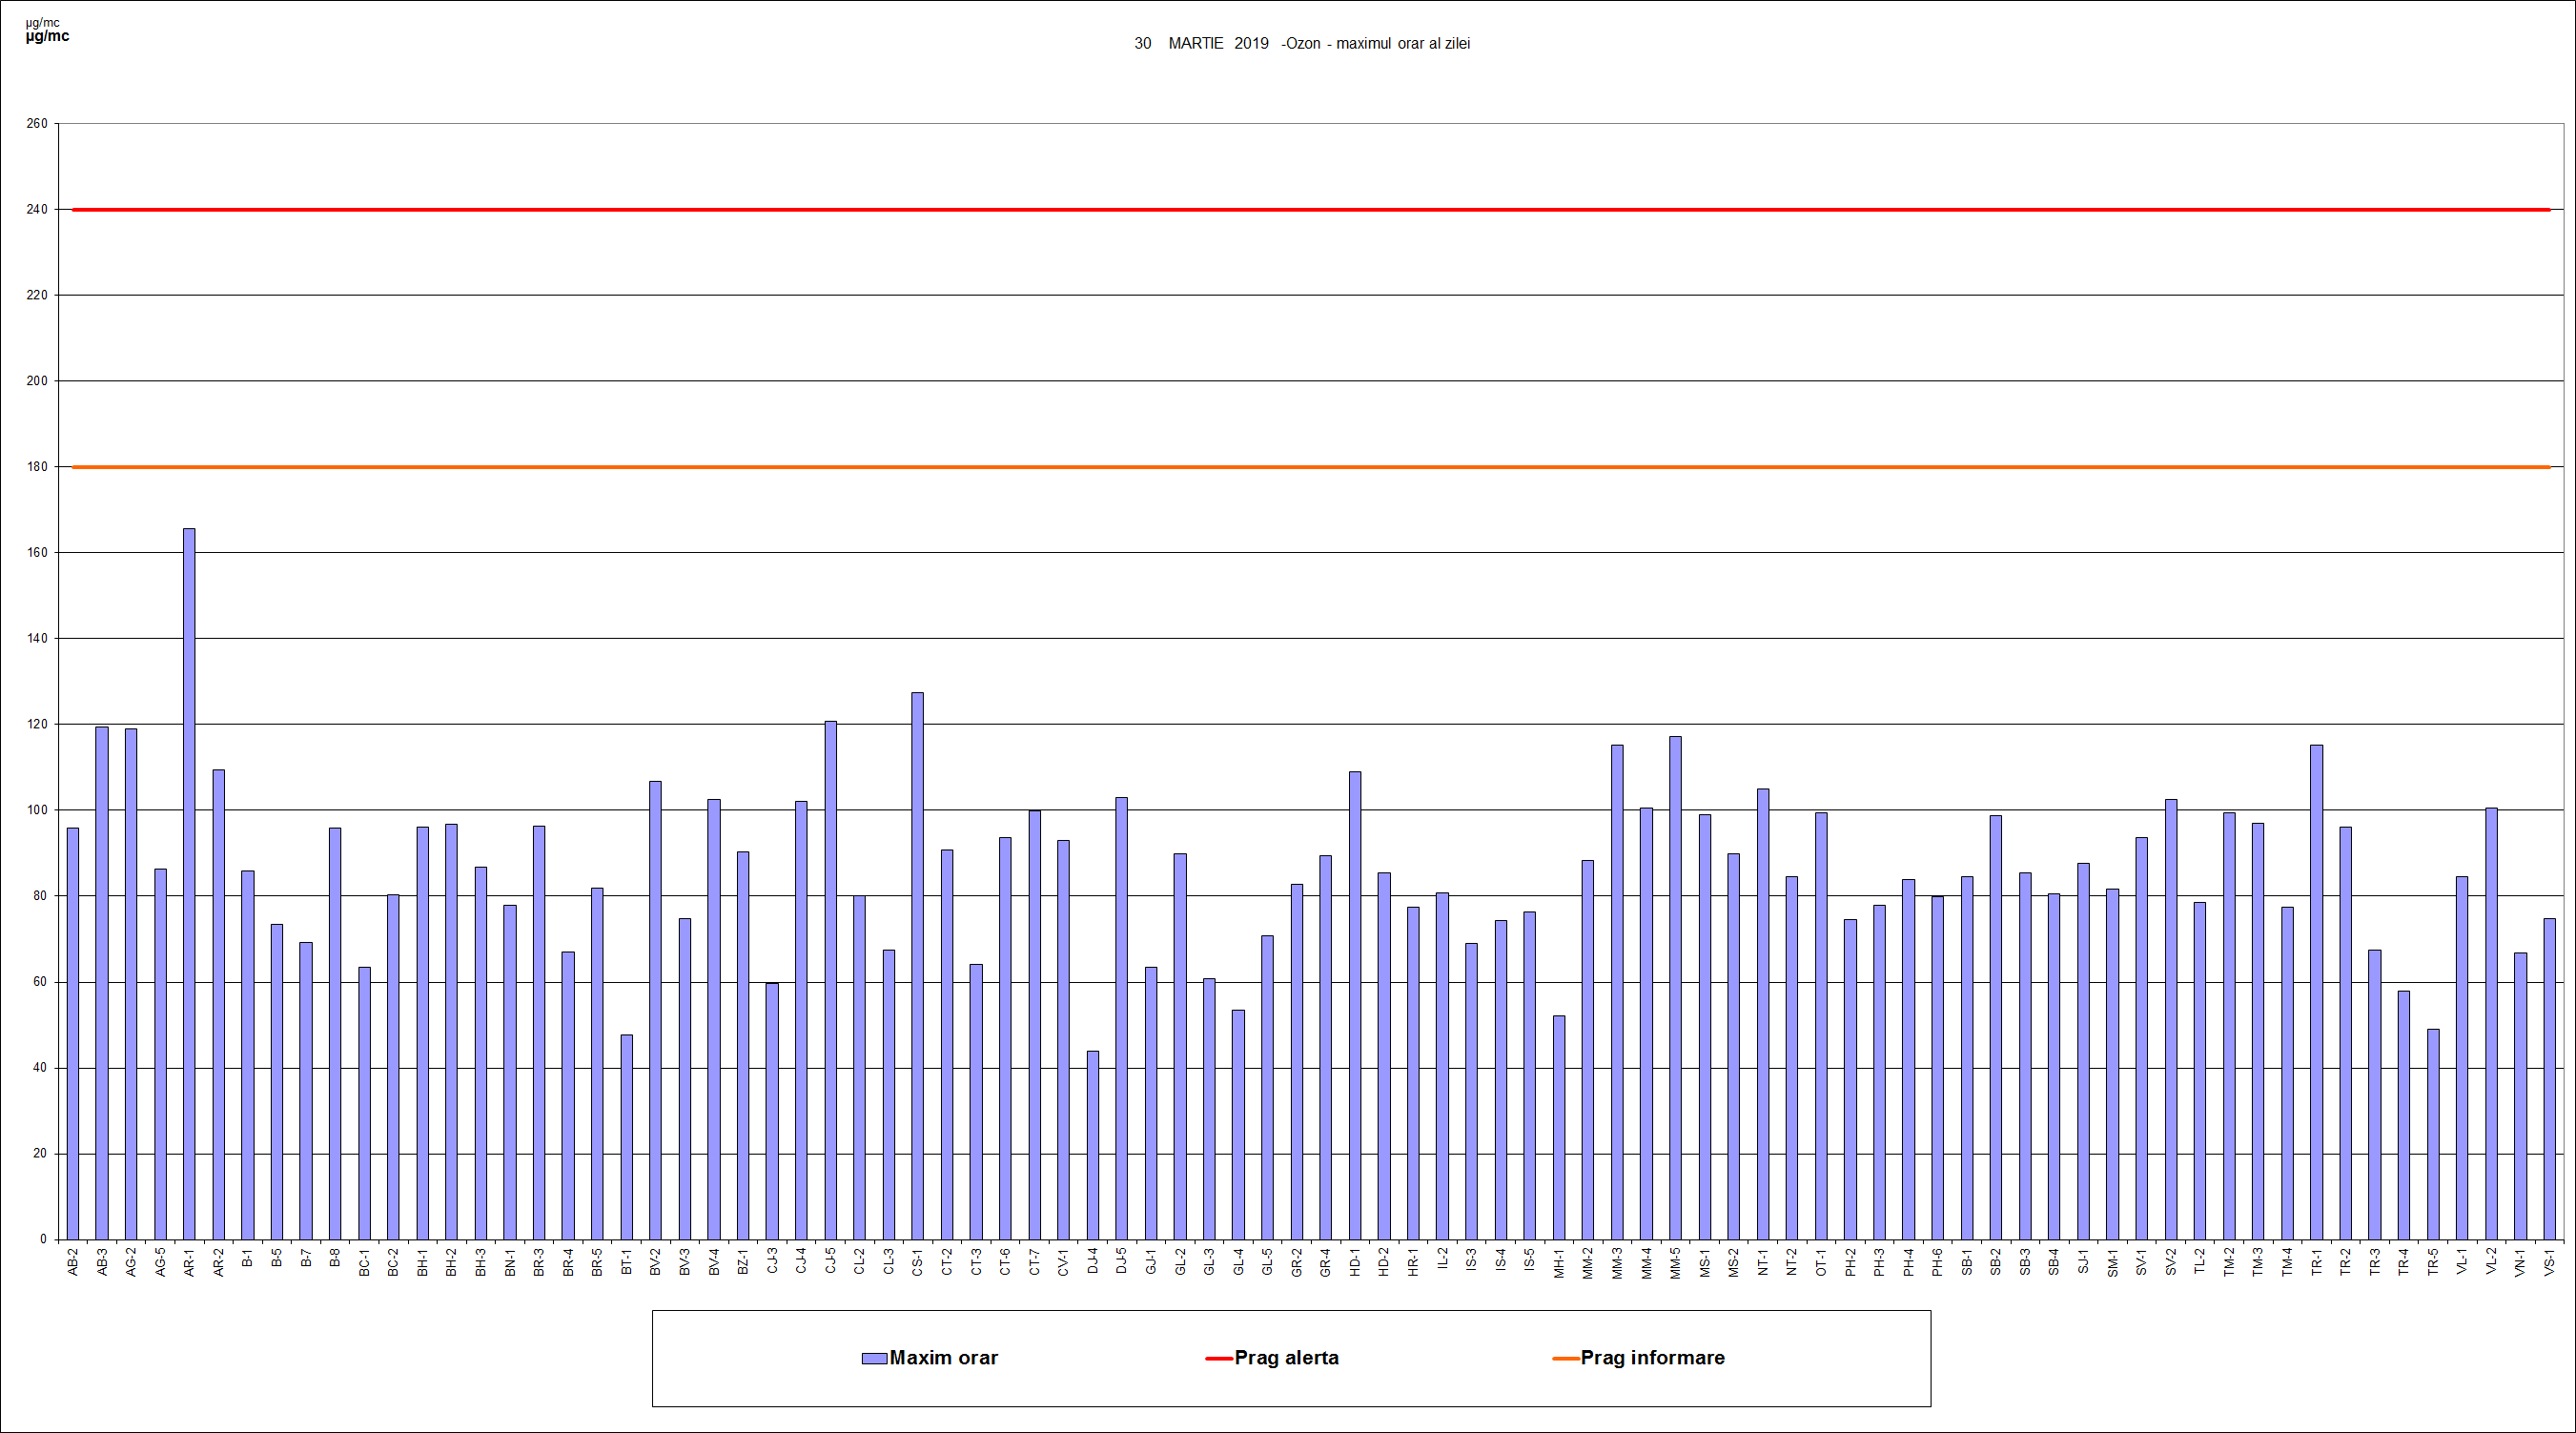 µg/mc
µg/mc
30 MARTIE 2019 -Ozon - maximul orar al zilei
260
240
220
200
180
160
140
120
100
80
60
40
20
0
AB-2
AB-3
AG-2
AG-5
AR-1
AR-2
B-1
B-5
B-7
B-8
BC-1
BC-2
BH-1
BH-2
BH-3
BN-1
BR-3
BR-4
BR-5
BT-1
BV-2
BV-3
BV-4
BZ-1
CJ-3
CJ-4
CJ-5
CL-2
CL-3
CS-1
CT-2
CT-3
CT-6
CT-7
CV-1
DJ-4
DJ-5
GJ-1
GL-2
GL-3
GL-4
GL-5
GR-2
GR-4
HD-1
HD-2
HR-1
IL-2
IS-3
IS-4
IS-5
MH-1
MM-2
MM-3
MM-4
MM-5
MS-1
MS-2
NT-1
NT-2
OT-1
PH-2
PH-3
PH-4
PH-6
SB-1
SB-2
SB-3
SB-4
SJ-1
SM-1
SV-1
SV-2
TL-2
TM-2
TM-3
TM-4
TR-1
TR-2
TR-3
TR-4
TR-5
VL-1
VL-2
VN-1
VS-1
Maxim orar
Prag alerta
Prag informare